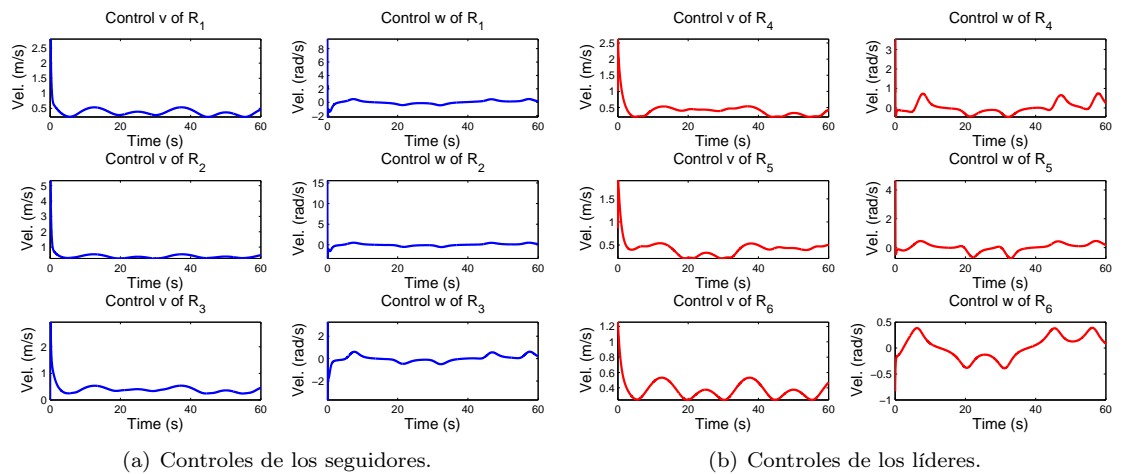 Control v of R1
Vel. (m/s)
2.5
2
1.5
1
0.5
0 20 40 60
Time (s)
Control w of R1
Vel. (rad/s)
8
6
4
2
0
−2
0 20 40 60
Time (s)
Control v of R4
Vel. (m/s)
2.5
2
1.5
1
0.5
0 20 40 60
Time (s)
Control w of R4
Vel. (rad/s)
3
2
1
0
0 20 40 60
Time (s)
Control v of R2
Vel. (m/s)
5
4
3
2
1
0 20 40 60
Time (s)
Control w of R2
Vel. (rad/s)
15
10
5
0
0 20 40 60
Time (s)
Control v of R5
Vel. (m/s)
1.5
1
0.5
0 20 40 60
Time (s)
Control w of R5
Vel. (rad/s)
4
2
0
0 20 40 60
Time (s)
Control v of R3
Vel. (m/s)
2
1
0
0 20 40 60
Time (s)
Control w of R3
Vel. (rad/s)
2
0
−2
0 20 40 60
Time (s)
Control v of R6
Vel. (m/s)
1.2
1
0.8
0.6
0.4
0 20 40 60
Time (s)
Control w of R6
Vel. (rad/s)
0.5
0
−0.5
−1
0 20 40 60
Time (s)
(a) Controles de los seguidores.
(b) Controles de los líderes.